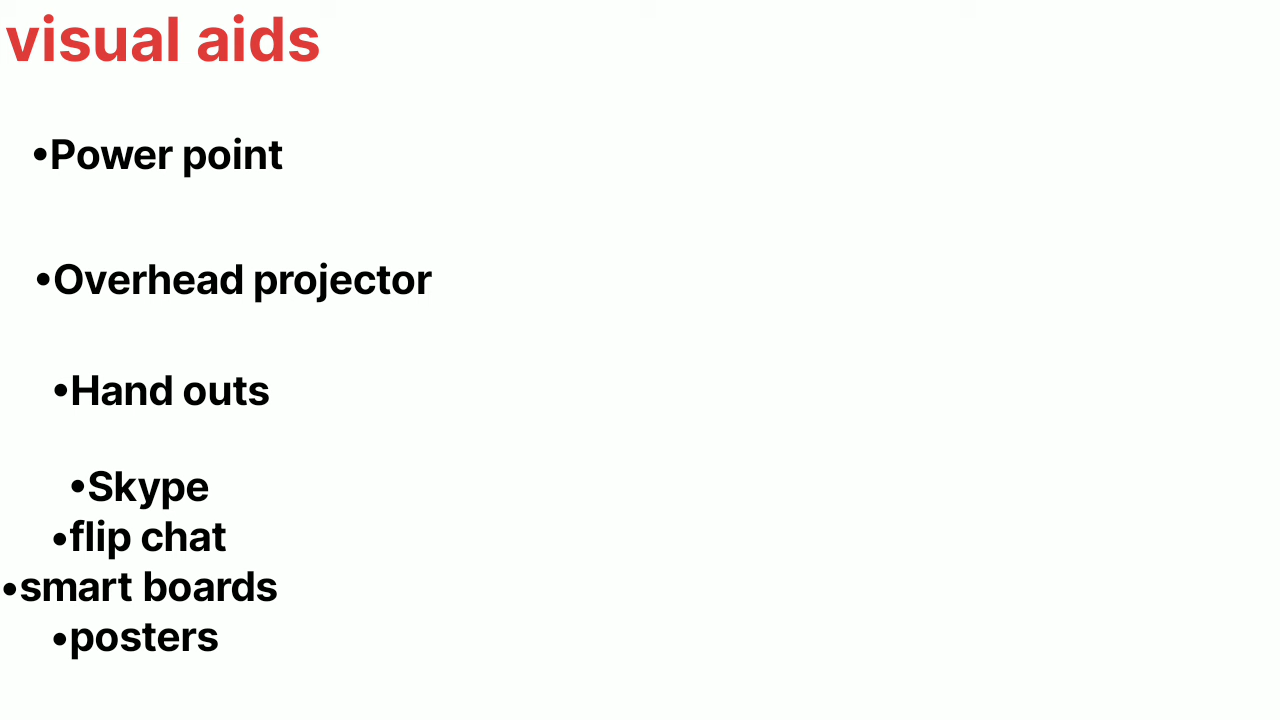 visual aids
•Power point
•Overhead projector
•Hand outs
•Skype
•flip chat
•smart boards
•posters